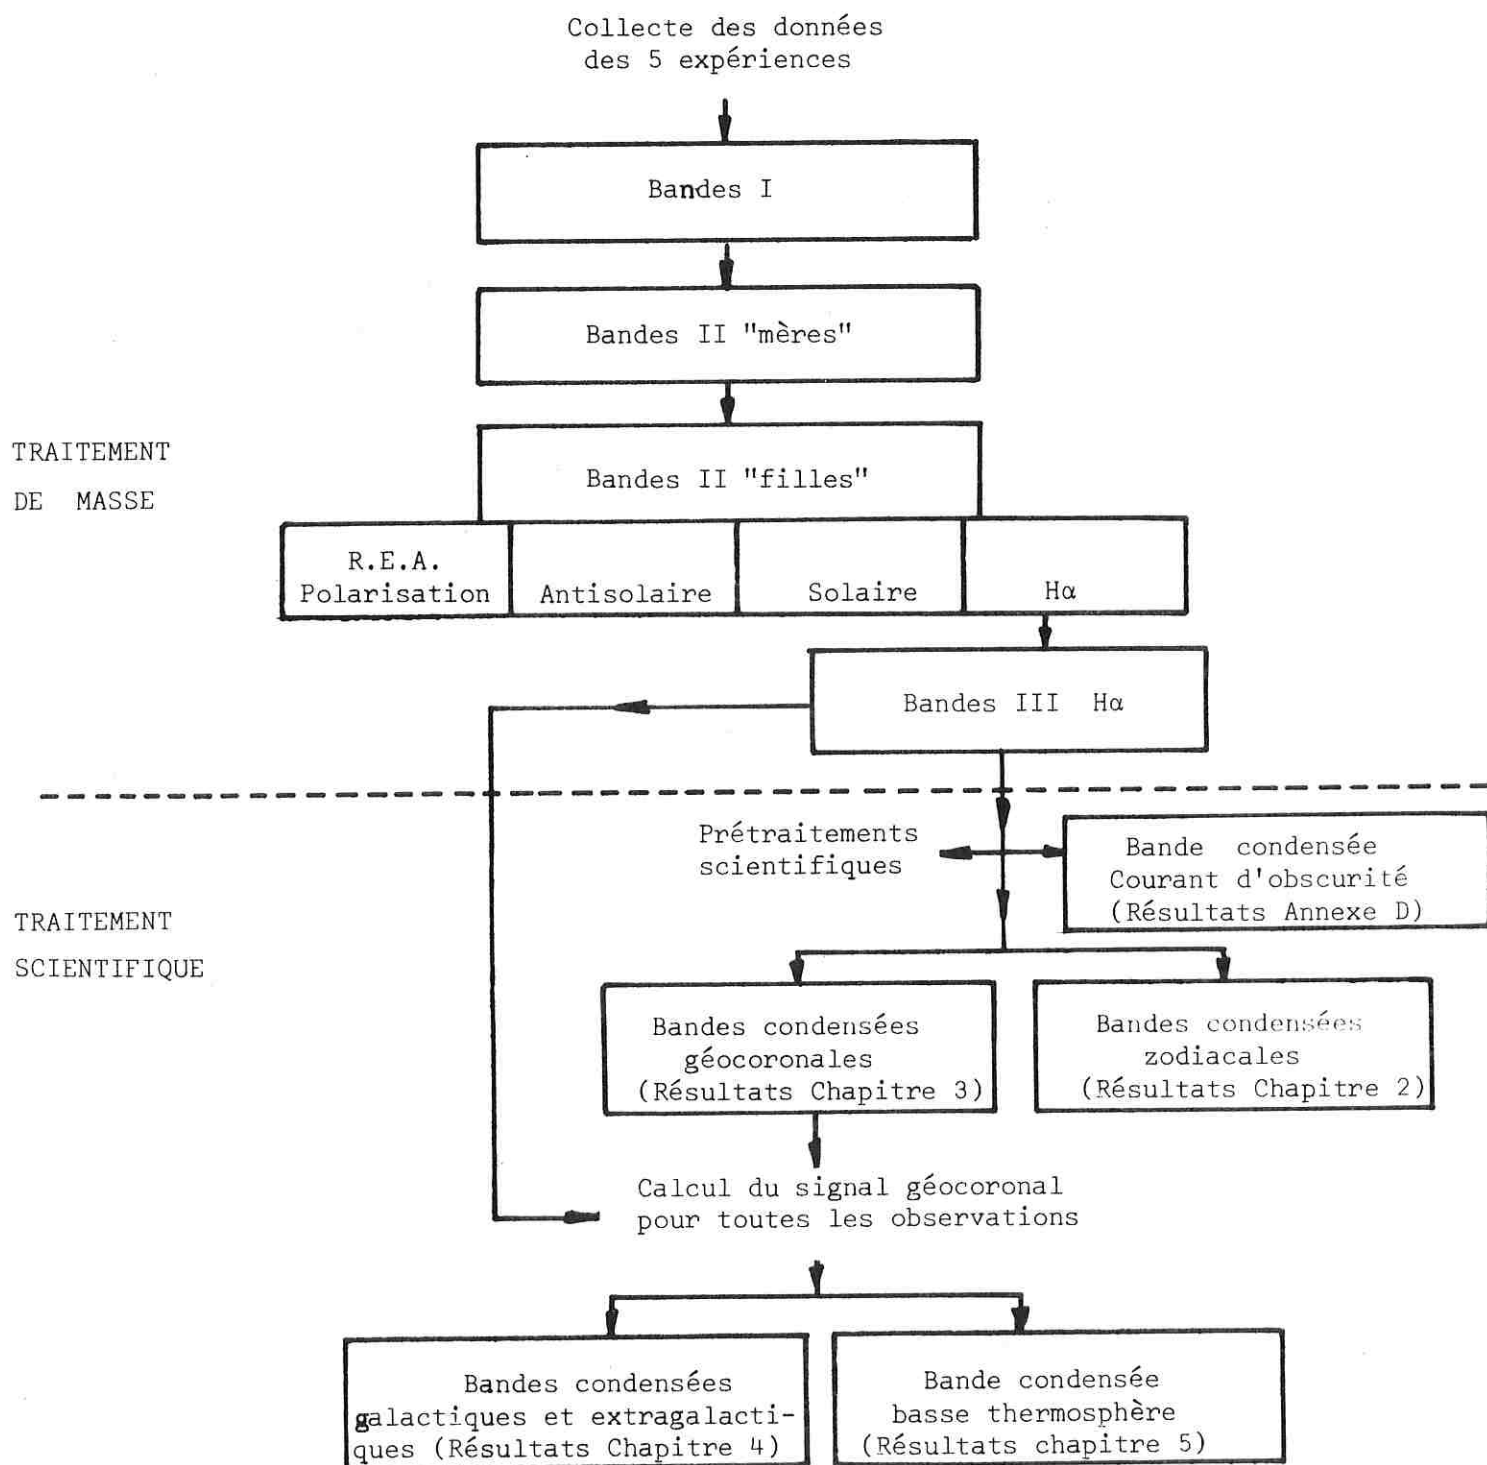 Collecte des données
des 5 expériences
Bandes I
Bandes II "mères"
TRAITEMENT
DE MASSE
Bandes II "filles"
R.E.A.
Polarisation
Antisolaire
Solaire
Hα
Bandes III Hα
Prétraitements
scientifiques
Bande condensée
Courant d'obscurité
(Résultats Annexe D)
TRAITEMENT
SCIENTIFIQUE
Bandes condensées
géocoronales
(Résultats Chapitre 3)
Bandes condensées
zodiacales
(Résultats Chapitre 2)
Calcul du signal géocoronal
pour toutes les observations
Bandes condensées
galactiques et extragalacti-
ques (Résultats Chapitre 4)
Bande condensée
basse thermosphère
(Résultats chapitre 5)